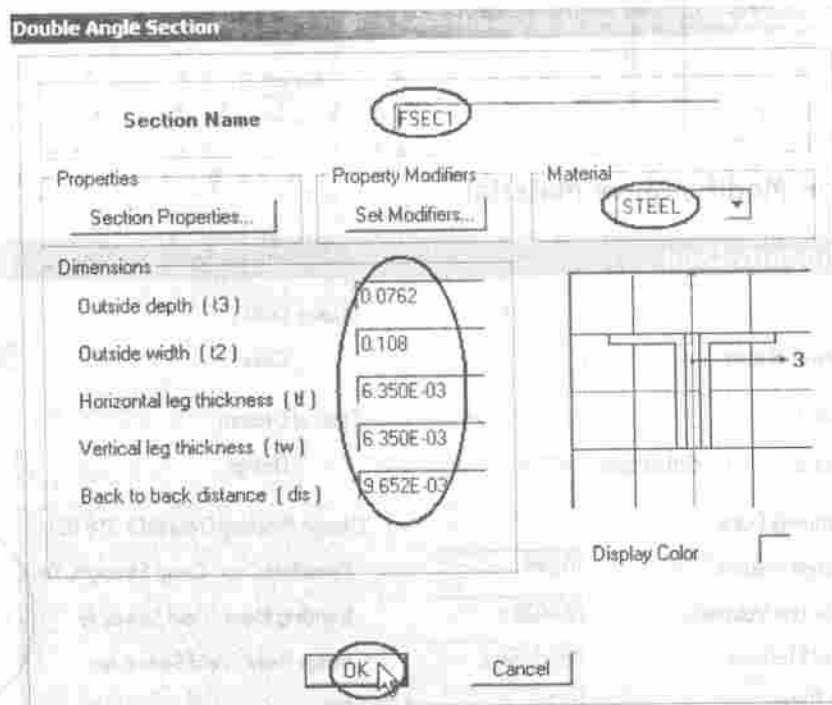 Double Angle Section
Section Name FSEC1
Properties Property Modifiers Material
Section Properties... Set Modifiers... STEEL
Dimensions
Outside depth ( t3 ) 0.0762
Outside width ( t2 ) 0.108
Horizontal leg thickness ( tf ) 6.350E-03
Vertical leg thickness ( tw ) 6.350E-03
Back to back distance ( dis ) 9.652E-03
3
Display Color
OK Cancel